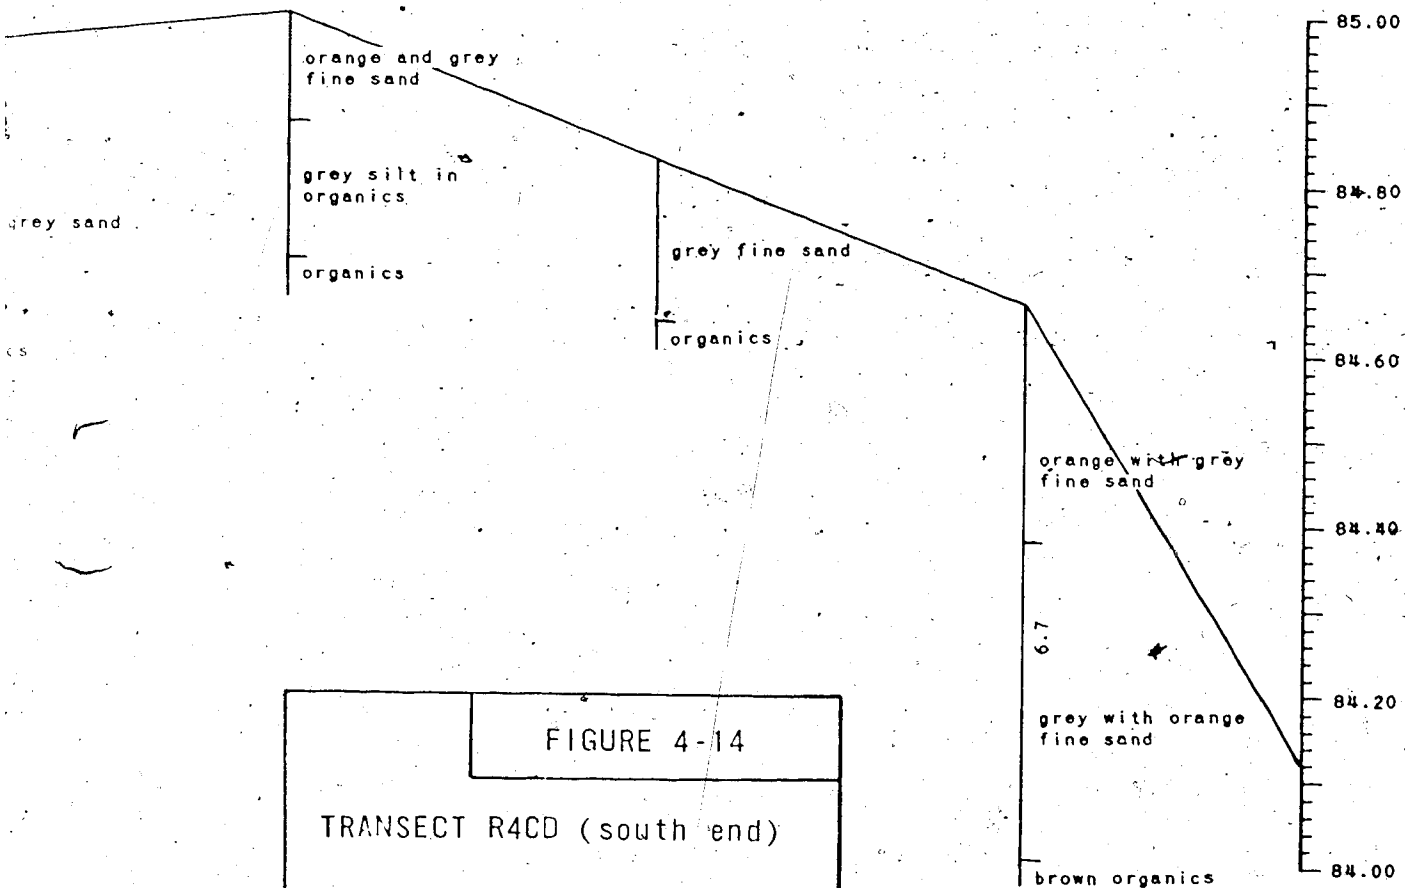 orange and grey
fine sand
grey silt in
organics
organics
grey sand
grey fine sand
organics
orange with grey
fine sand
6.7
grey with orange
fine sand
brown organics
85.00
84.80
84.60
84.40
84.20
84.00
FIGURE 4-14
TRANSECT R4CD (south end)